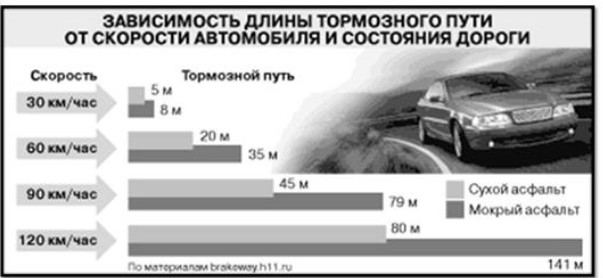 ЗАВИСИМОСТЬ ДЛИНЫ ТОРМОЗНОГО ПУТИ
ОТ СКОРОСТИ АВТОМОБИЛЯ И СОСТОЯНИЯ ДОРОГИ
Скорость Тормозной путь
30 км/час
5 м
8 м
60 км/час
20 м
35 м
90 км/час
45 м
79 м
Сухой асфальт
Мокрый асфальт
120 км/час
80 м
141 м
По материалам brakeway.h11.ru